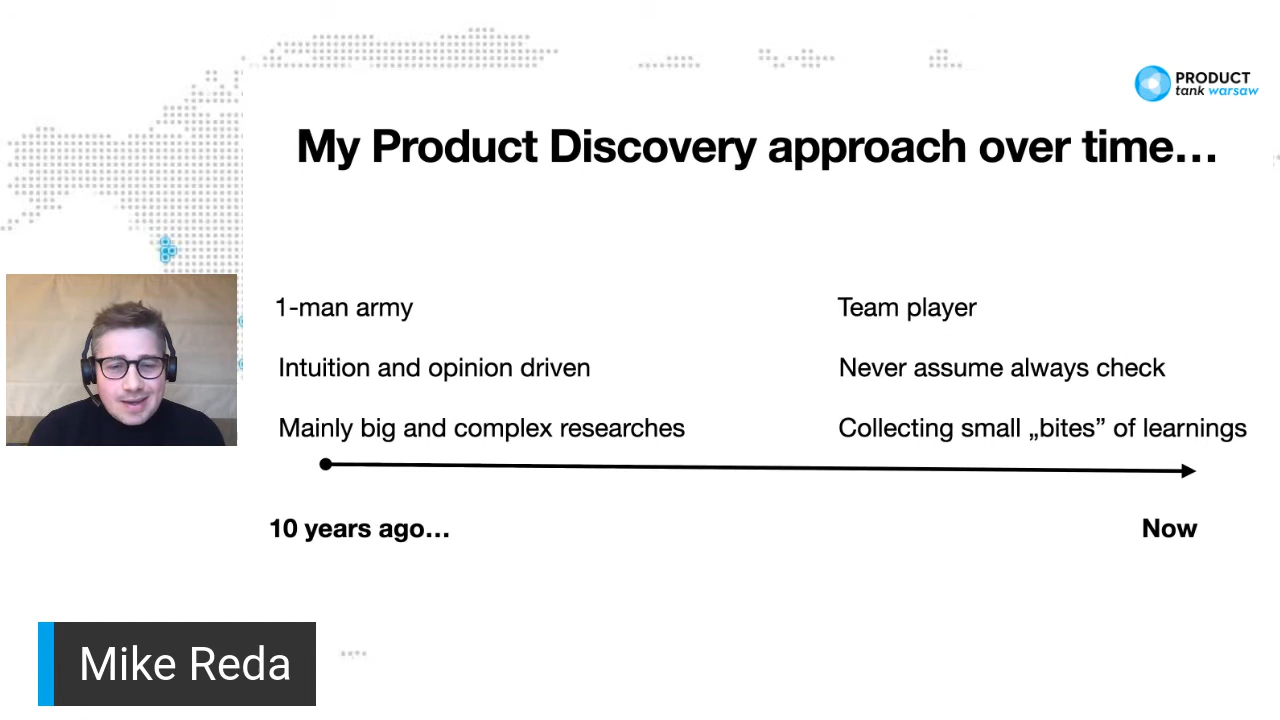 PRODUCT
tank warsaw
My Product Discovery approach over time…
1-man army
Team player
Intuition and opinion driven
Never assume always check
Mainly big and complex researches
Collecting small „bites” of learnings
10 years ago…
Now
Mike Reda